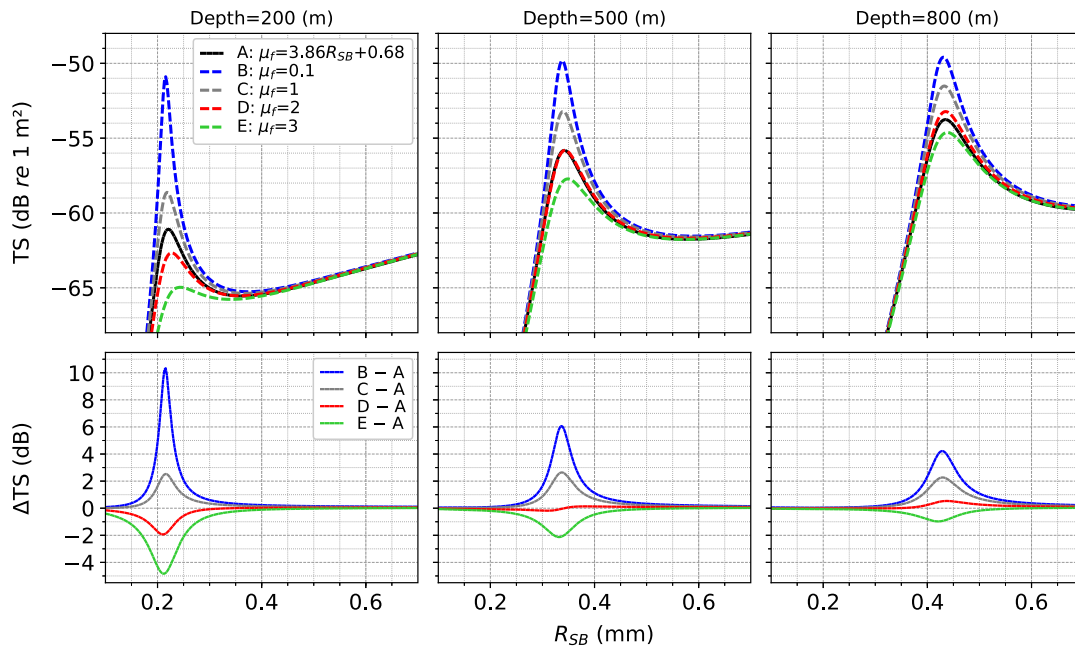 Depth=200 (m) Depth=500 (m) Depth=800 (m)
TS (dB re 1 m²)
−50
−55
−60
−65
A: μf=3.86RSB+0.68
B: μf=0.1
C: μf=1
D: μf=2
E: μf=3
ΔTS (dB)
10
8
6
4
2
0
−2
−4
B − A
C − A
D − A
E − A
0.2 0.4 0.6 0.2 0.4 0.6 0.2 0.4 0.6
RSB (mm)